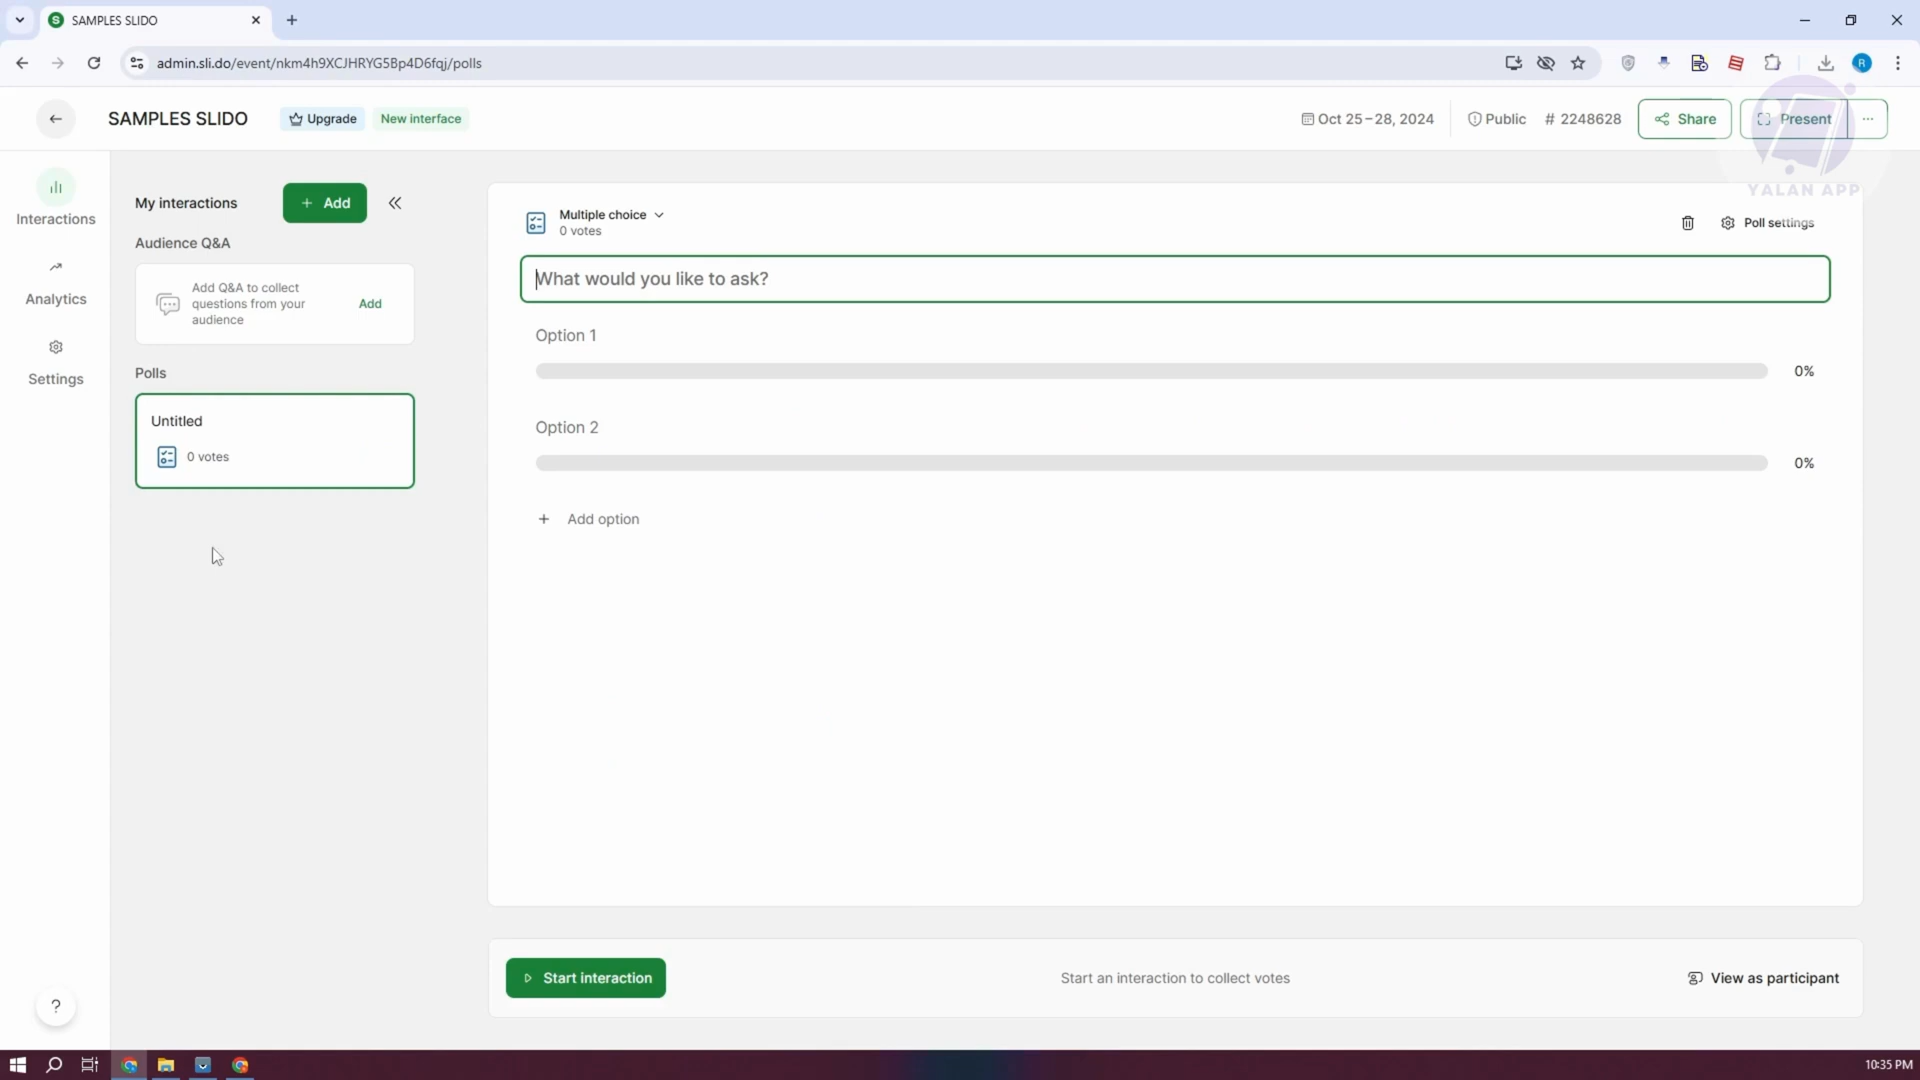 SAMPLES SLIDO
admin.sli.do/event/nkm4h9XCJHRYG5Bp4D6fqj/polls
R
SAMPLES SLIDO
Upgrade
New interface
Oct 25–28, 2024
Public
# 2248628
Share
Present
YALAN APP
Interactions
Analytics
Settings
My interactions
+ Add
Audience Q&A
Add Q&A to collect
questions from your
audience
Add
Polls
Untitled
0 votes
Multiple choice
0 votes
Poll settings
What would you like to ask?
Option 1
0%
Option 2
0%
+ Add option
Start interaction
Start an interaction to collect votes
View as participant
?
10:35 PM